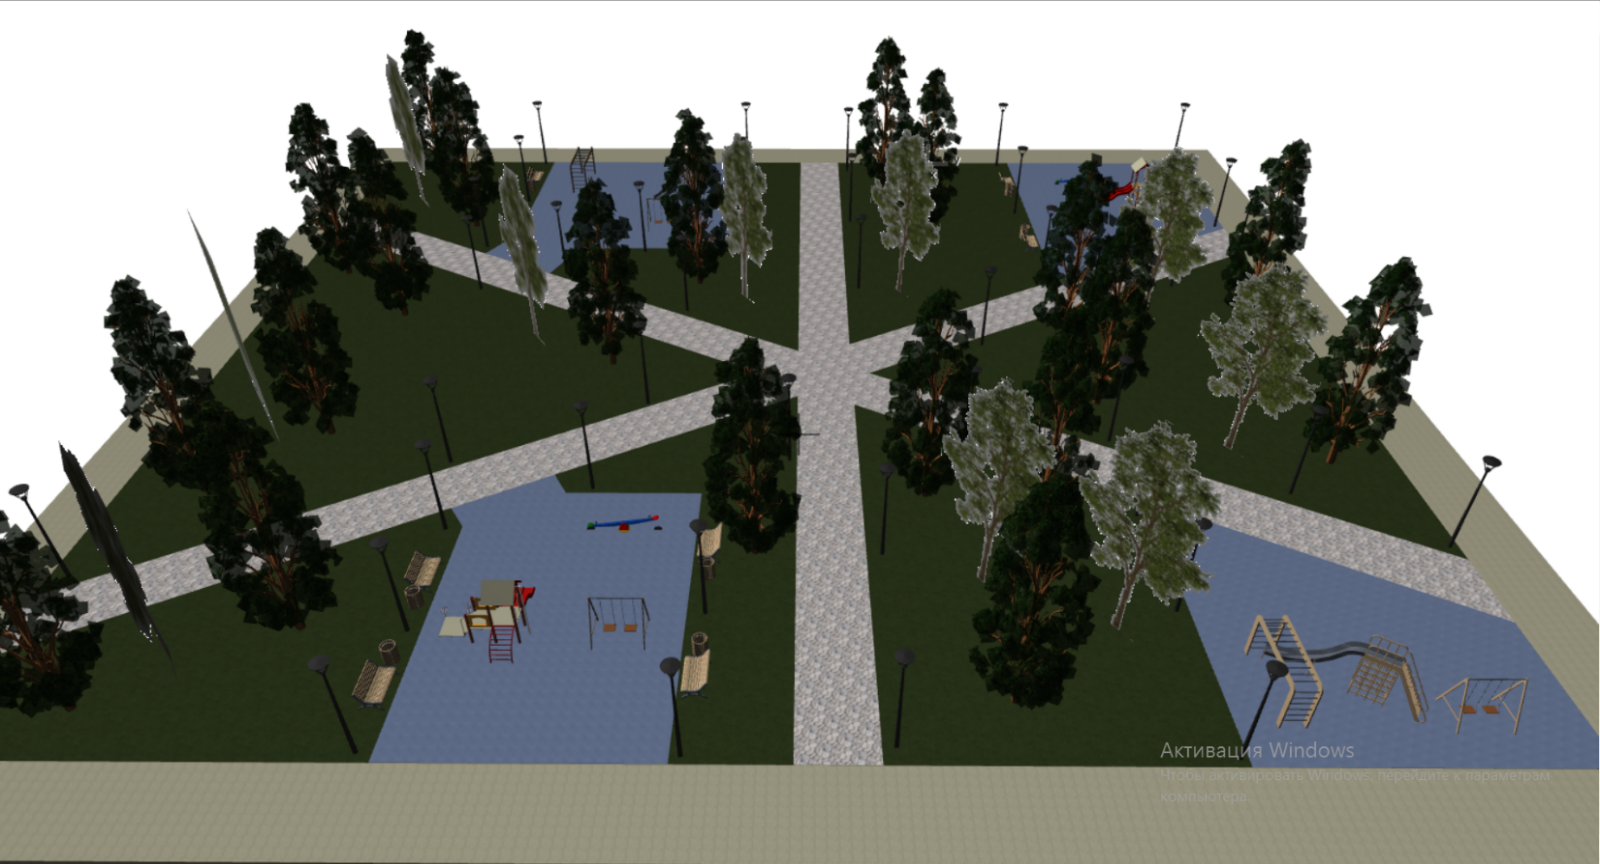 Активация Windows
Чтобы активировать Windows, перейдите к параметрам
компьютера.